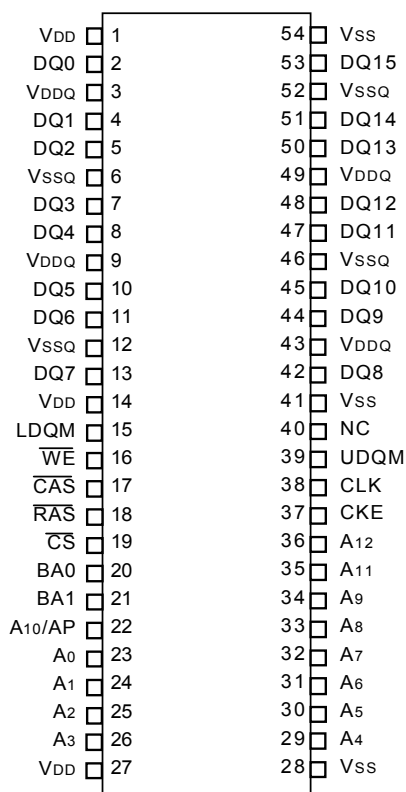 VDD 1 54 VSS
DQ0 2 53 DQ15
VDDQ 3 52 VSSQ
DQ1 4 51 DQ14
DQ2 5 50 DQ13
VSSQ 6 49 VDDQ
DQ3 7 48 DQ12
DQ4 8 47 DQ11
VDDQ 9 46 VSSQ
DQ5 10 45 DQ10
DQ6 11 44 DQ9
VSSQ 12 43 VDDQ
DQ7 13 42 DQ8
VDD 14 41 VSS
LDQM 15 40 NC
WE 16 39 UDQM
CAS 17 38 CLK
RAS 18 37 CKE
CS 19 36 A12
BA0 20 35 A11
BA1 21 34 A9
A10/AP 22 33 A8
A0 23 32 A7
A1 24 31 A6
A2 25 30 A5
A3 26 29 A4
VDD 27 28 VSS